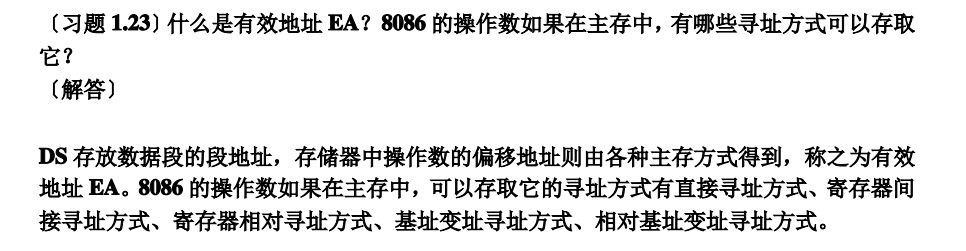 〔习题 1.23〕什么是有效地址 EA？8086 的操作数如果在主存中，有哪些寻址方式可以存取
它？
〔解答〕
DS 存放数据段的段地址，存储器中操作数的偏移地址则由各种主存方式得到，称之为有效
地址 EA。8086 的操作数如果在主存中，可以存取它的寻址方式有直接寻址方式、寄存器间
接寻址方式、寄存器相对寻址方式、基址变址寻址方式、相对基址变址寻址方式。